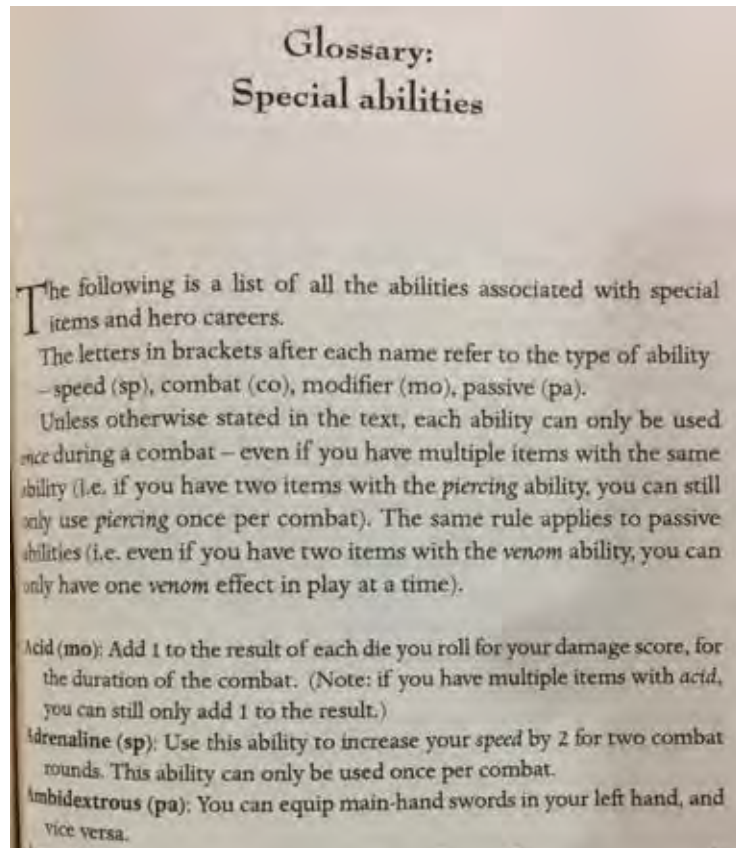 Glossary:
Special abilities
The following is a list of all the abilities associated with special
items and hero careers.
The letters in brackets after each name refer to the type of ability
– speed (sp), combat (co), modifier (mo), passive (pa).
Unless otherwise stated in the text, each ability can only be used
once during a combat – even if you have multiple items with the same
ability (i.e. if you have two items with the piercing ability, you can still
only use piercing once per combat). The same rule applies to passive
abilities (i.e. even if you have two items with the venom ability, you can
only have one venom effect in play at a time).
Acid (mo): Add 1 to the result of each die you roll for your damage score, for
the duration of the combat. (Note: if you have multiple items with acid,
you can still only add 1 to the result.)
Adrenaline (sp): Use this ability to increase your speed by 2 for two combat
rounds. This ability can only be used once per combat.
Ambidextrous (pa): You can equip main-hand swords in your left hand, and
vice versa.